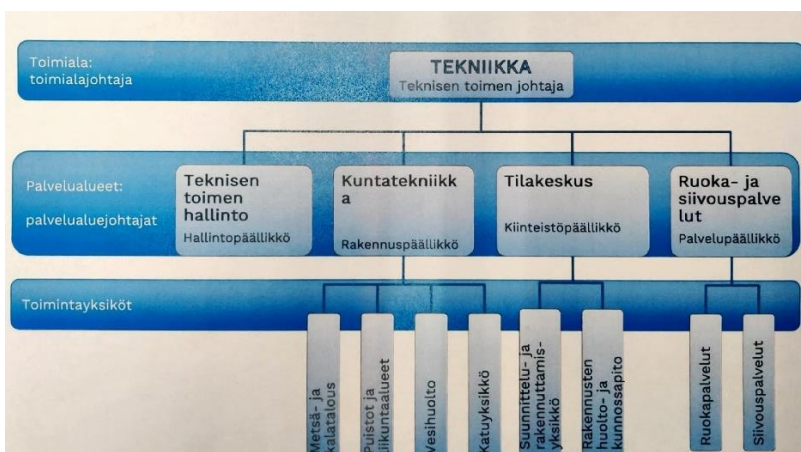 Toimiala:
toimialajohtaja
TEKNIIKKA
Teknisen toimen johtaja
Palvelualueet:
palvelualuejohtajat
Teknisen
toimen
hallinto
Hallintopäällikkö
Kuntatekniikk
a
Rakennuspäällikkö
Tilakeskus
Kiinteistöpäällikkö
Ruoka- ja
siivouspalve
lut
Palvelupäällikkö
Toimintayksiköt
Metsä- ja
kalatalous
Puistot ja
liikuntaalueet
Vesihuolto
Katuyksikkö
Suunnittelu- ja
rakennuttamis-
yksikkö
Rakennusten
huolto- ja
kunnossapito
Ruokapalvelut
Siivouspalvelut